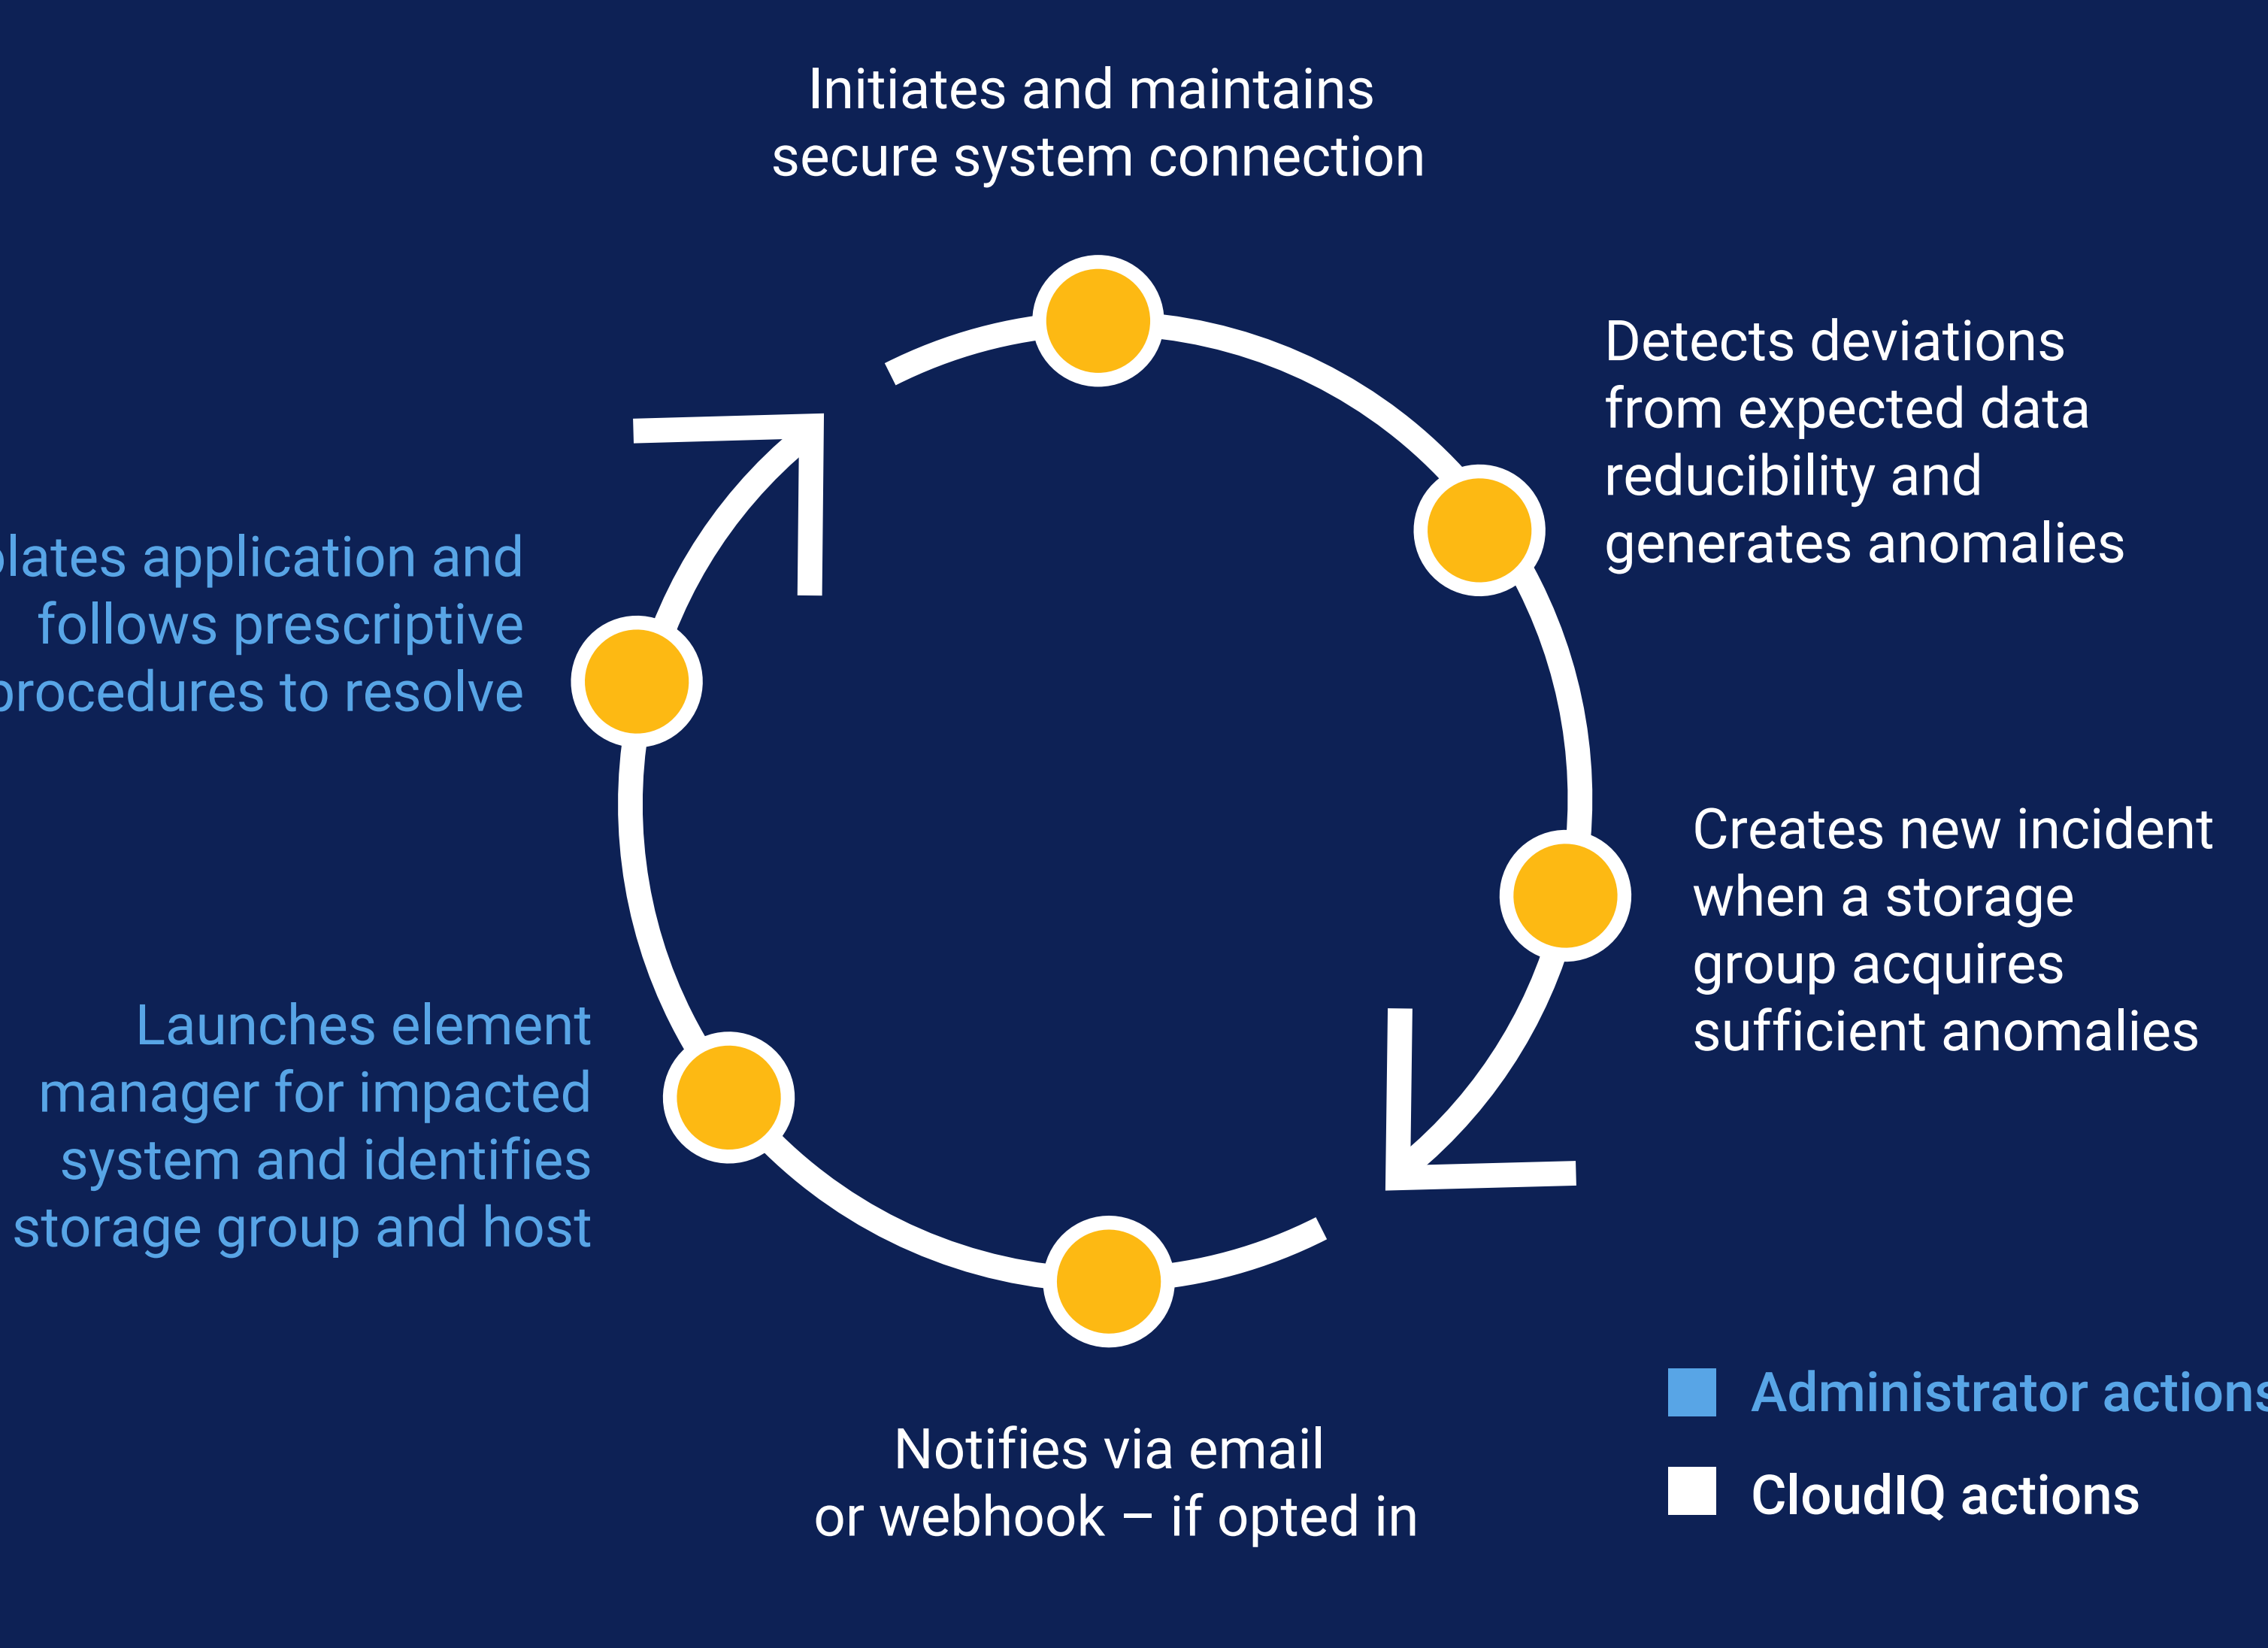 Initiates and maintains
secure system connection
Detects deviations
from expected data
reducibility and
generates anomalies
Creates new incident
when a storage
group acquires
sufficient anomalies
Notifies via email
or webhook – if opted in
Launches element
manager for impacted
system and identifies
storage group and host
application and
follows prescriptive
procedures to resolve
Administrator actions
CloudIQ actions